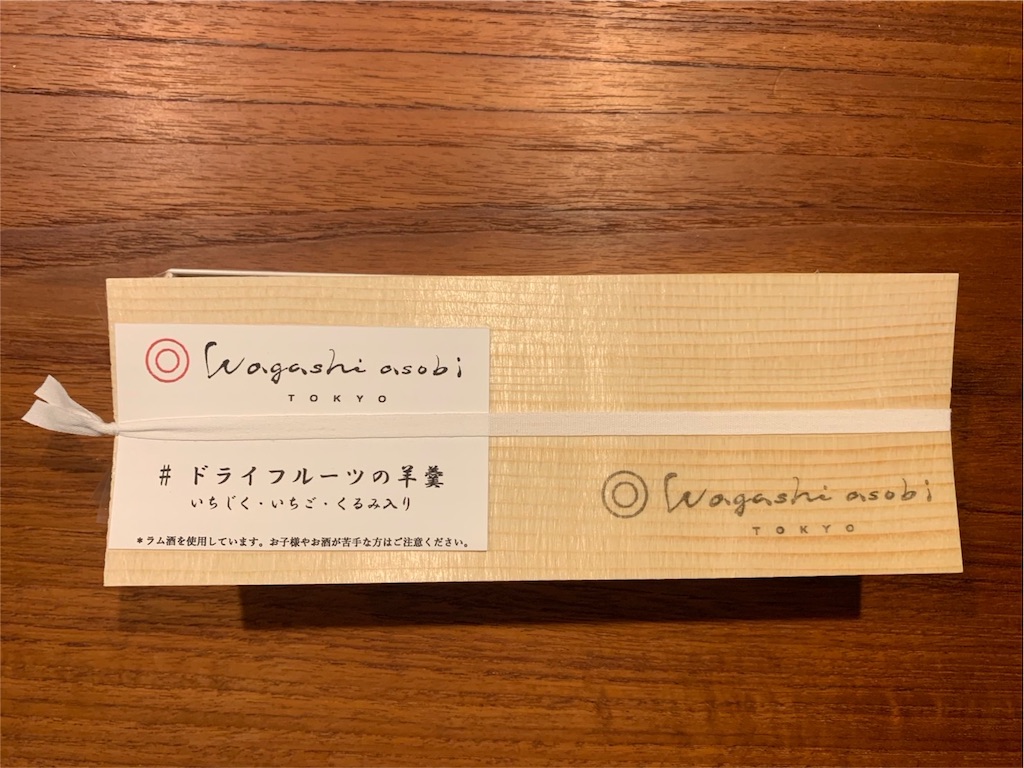 Wagashi asobi
TOKYO
# ドライフルーツの羊羹
いちじく・いちご・くるみ入り
*ラム酒を使用しています。お子様やお酒が苦手な方はご注意ください。
Wagashi asobi
TOKYO